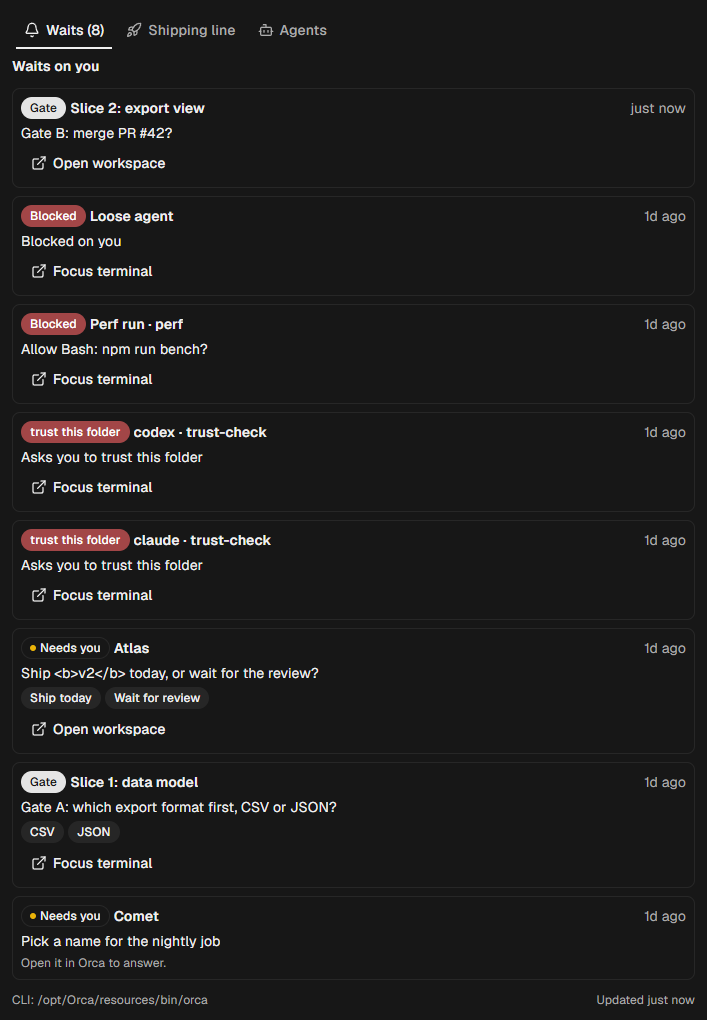 Waits (8) Shipping line Agents
Waits on you
Gate Slice 2: export view just now
Gate B: merge PR #42?
Open workspace
Blocked Loose agent 1d ago
Blocked on you
Focus terminal
Blocked Perf run · perf 1d ago
Allow Bash: npm run bench?
Focus terminal
trust this folder codex · trust-check 1d ago
Asks you to trust this folder
Focus terminal
trust this folder claude · trust-check 1d ago
Asks you to trust this folder
Focus terminal
Needs you Atlas 1d ago
Ship <b>v2</b> today, or wait for the review?
Ship today Wait for review
Open workspace
Gate Slice 1: data model 1d ago
Gate A: which export format first, CSV or JSON?
CSV JSON
Focus terminal
Needs you Comet 1d ago
Pick a name for the nightly job
Open it in Orca to answer.
CLI: /opt/Orca/resources/bin/orca Updated just now